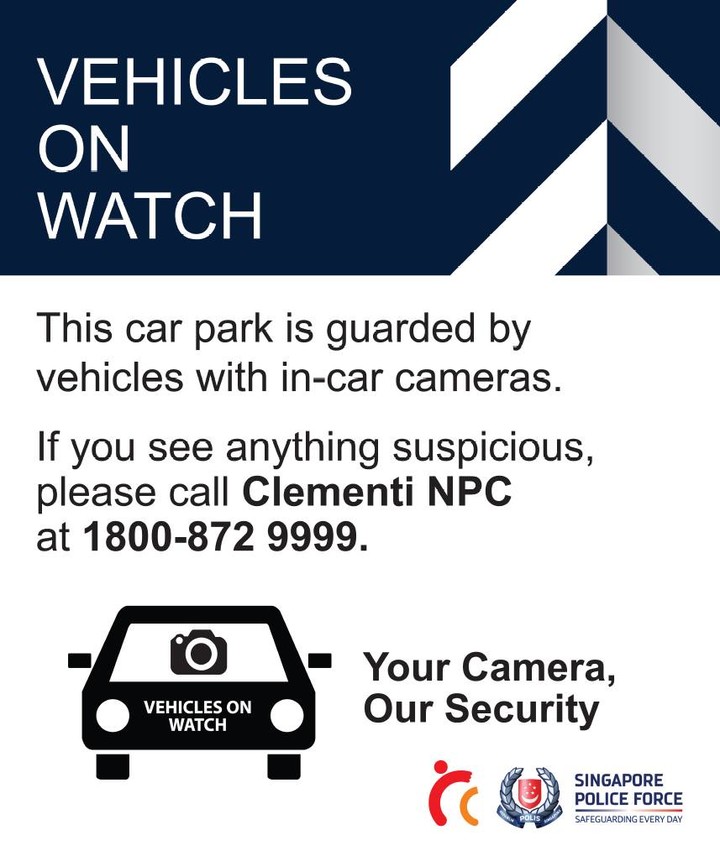 VEHICLES
ON
WATCH
This car park is guarded by
vehicles with in-car cameras.
If you see anything suspicious,
please call Clementi NPC
at 1800-872 9999.
VEHICLES ON
WATCH
Your Camera,
Our Security
POLIS
SINGAPORE
POLICE FORCE
SAFEGUARDING EVERY DAY